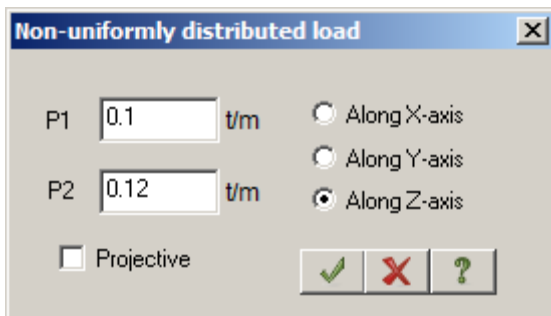 Non-uniformly distributed load
P1 0.1 t/m
Along X-axis
Along Y-axis
P2 0.12 t/m
Along Z-axis
Projective